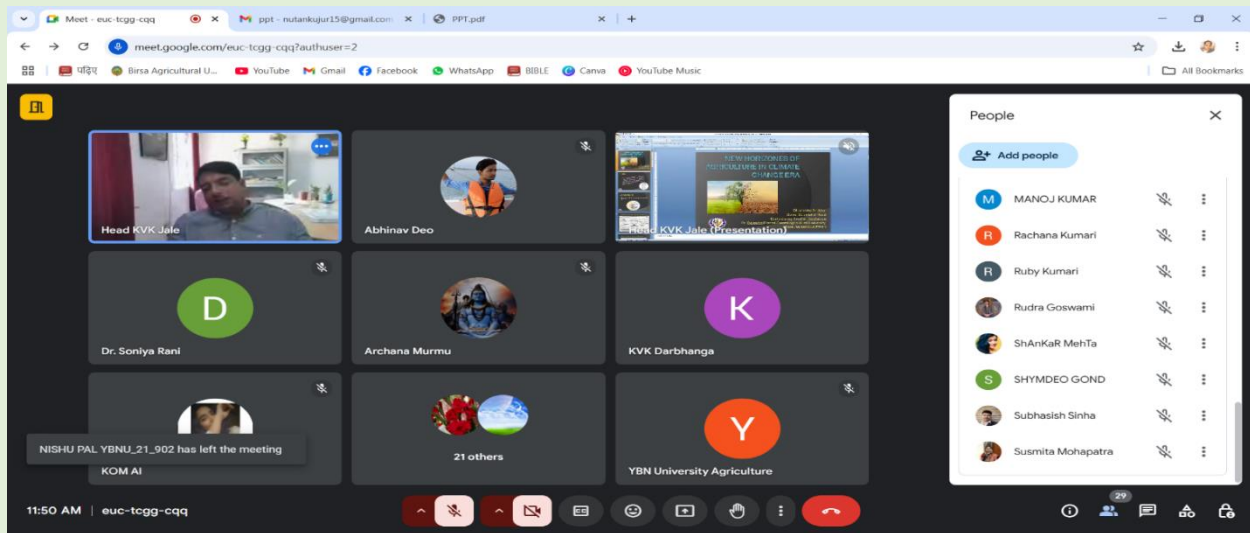 Meet - euc-tcgg-cqq
ppt - nutankujur15@gmail.com
PPT.pdf
meet.google.com/euc-tcgg-cqq?authuser=2
पढ़िए Birsa Agricultural U... YouTube Gmail Facebook WhatsApp BIBLE Canva YouTube Music All Bookmarks
Head KVK Jale
Abhinav Deo
NEW HORIZONES OF
AGRICULTURE IN CLIMATE
CHANGE ERA
Head KVK Jale (Presentation)
D
Dr. Soniya Rani
Archana Murmu
K
KVK Darbhanga
NISHU PAL YBNU_21_902 has left the meeting
KOM AI
21 others
Y
YBN University Agriculture
People
Add people
M MANOJ KUMAR
R Rachana Kumari
R Ruby Kumari
Rudra Goswami
ShAnKaR MehTa
S SHYMDEO GOND
Subhasish Sinha
Susmita Mohapatra
11:50 AM | euc-tcgg-cqq
CC
29